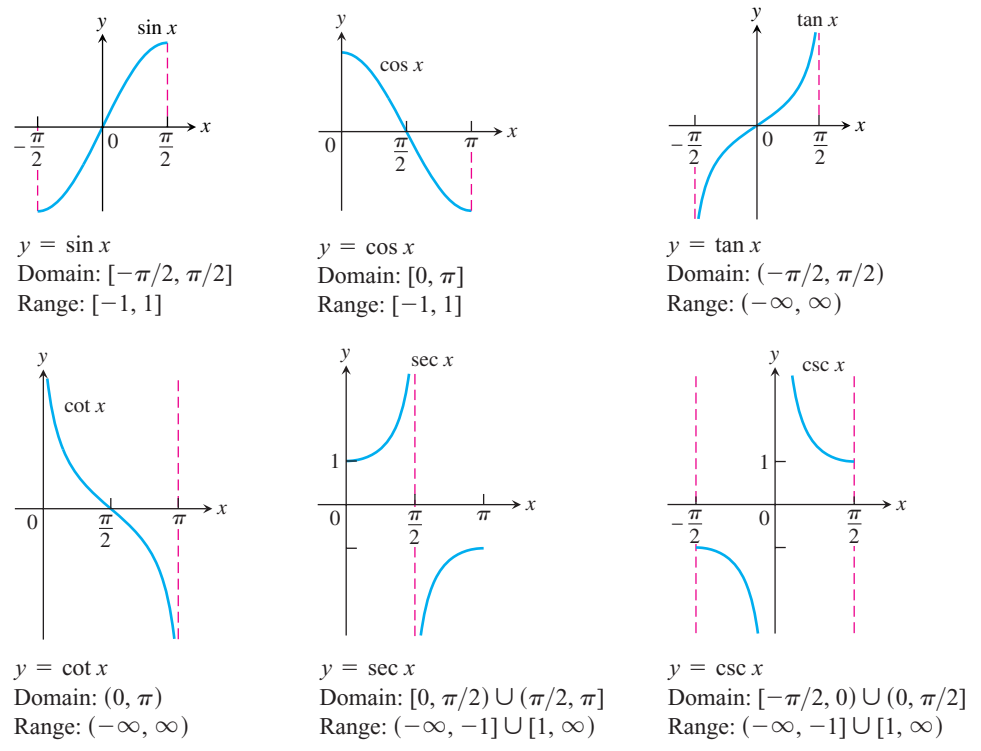 y
sin x
x
−π/2
0
π/2
y = sin x
Domain: [−π/2, π/2]
Range: [−1, 1]
y
cos x
x
0
π/2
π
y = cos x
Domain: [0, π]
Range: [−1, 1]
y
tan x
x
−π/2
0
π/2
y = tan x
Domain: (−π/2, π/2)
Range: (−∞, ∞)
y
cot x
x
0
π/2
π
y = cot x
Domain: (0, π)
Range: (−∞, ∞)
y
sec x
1
x
0
π/2
π
y = sec x
Domain: [0, π/2) ∪ (π/2, π]
Range: (−∞, −1] ∪ [1, ∞)
y
csc x
1
x
−π/2
0
π/2
y = csc x
Domain: [−π/2, 0) ∪ (0, π/2]
Range: (−∞, −1] ∪ [1, ∞)